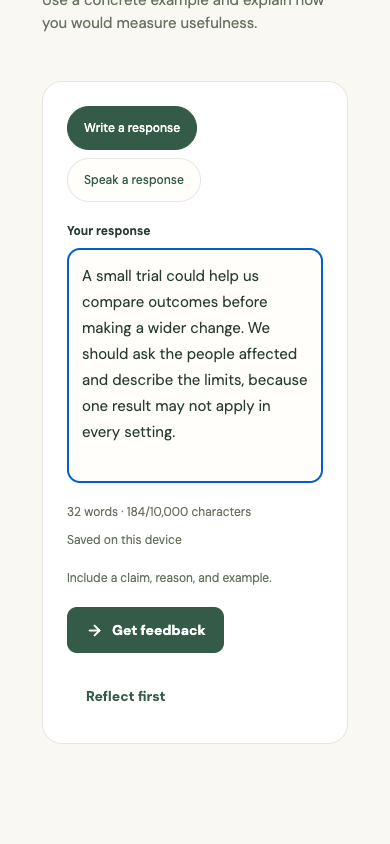 Use a concrete example and explain how
you would measure usefulness.
Write a response
Speak a response
Your response
A small trial could help us
compare outcomes before
making a wider change. We
should ask the people affected
and describe the limits, because
one result may not apply in
every setting.
32 words · 184/10,000 characters
Saved on this device
Include a claim, reason, and example.
→ Get feedback
Reflect first